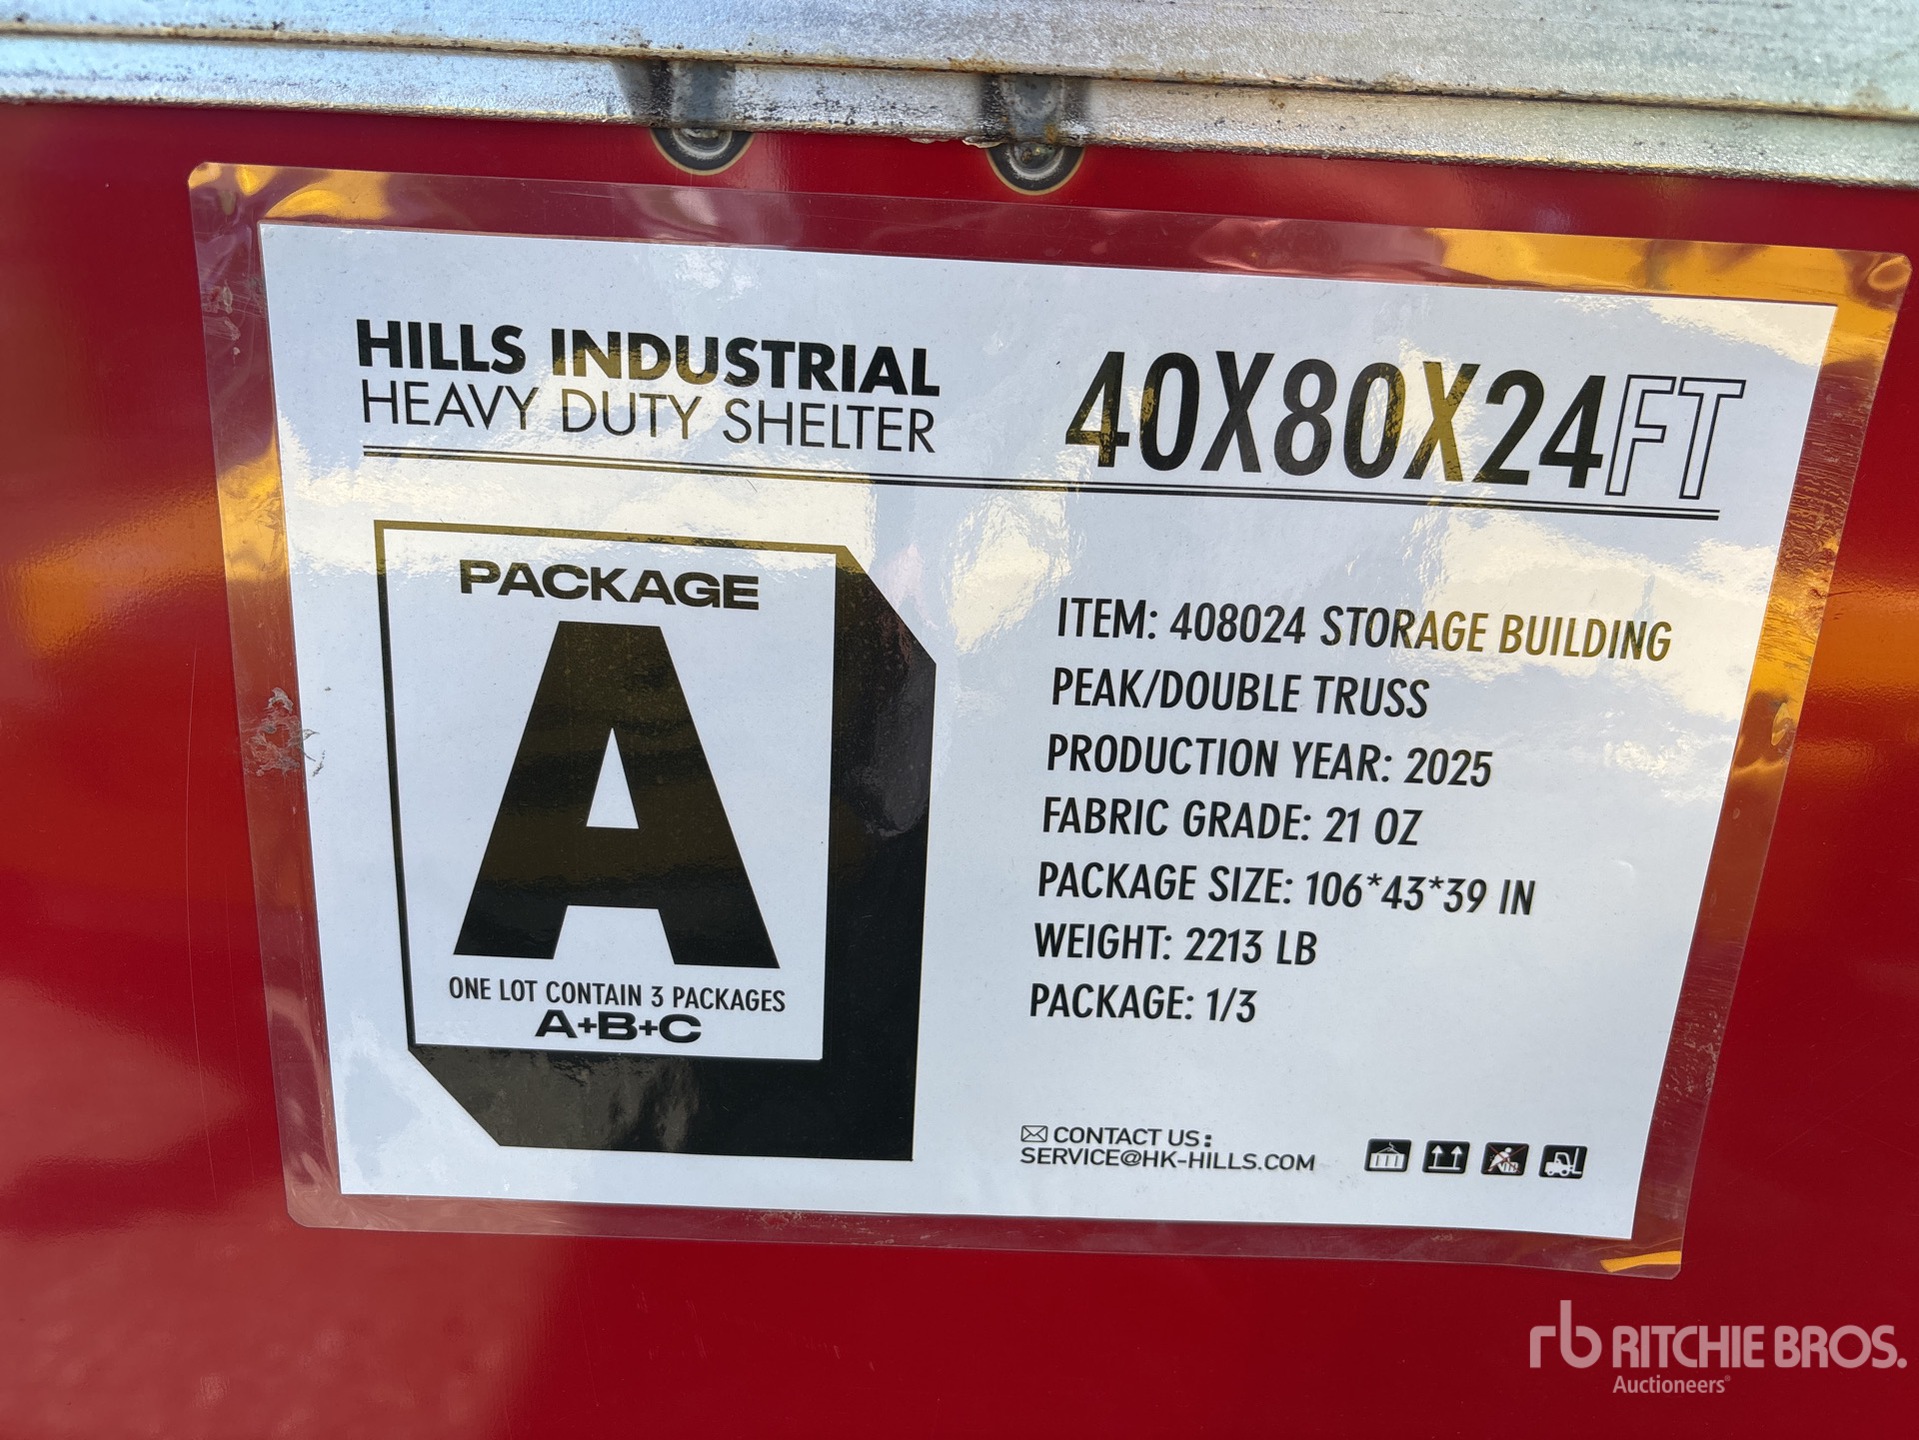 HILLS INDUSTRIAL
HEAVY DUTY SHELTER
40X80X24FT
PACKAGE
A
ONE LOT CONTAIN 3 PACKAGES
A+B+C
ITEM: 408024 STORAGE BUILDING
PEAK/DOUBLE TRUSS
PRODUCTION YEAR: 2025
FABRIC GRADE: 21 OZ
PACKAGE SIZE: 106*43*39 IN
WEIGHT: 2213 LB
PACKAGE: 1/3
CONTACT US:
SERVICE@HK-HILLS.COM
rb RITCHIE BROS.
Auctioneers®